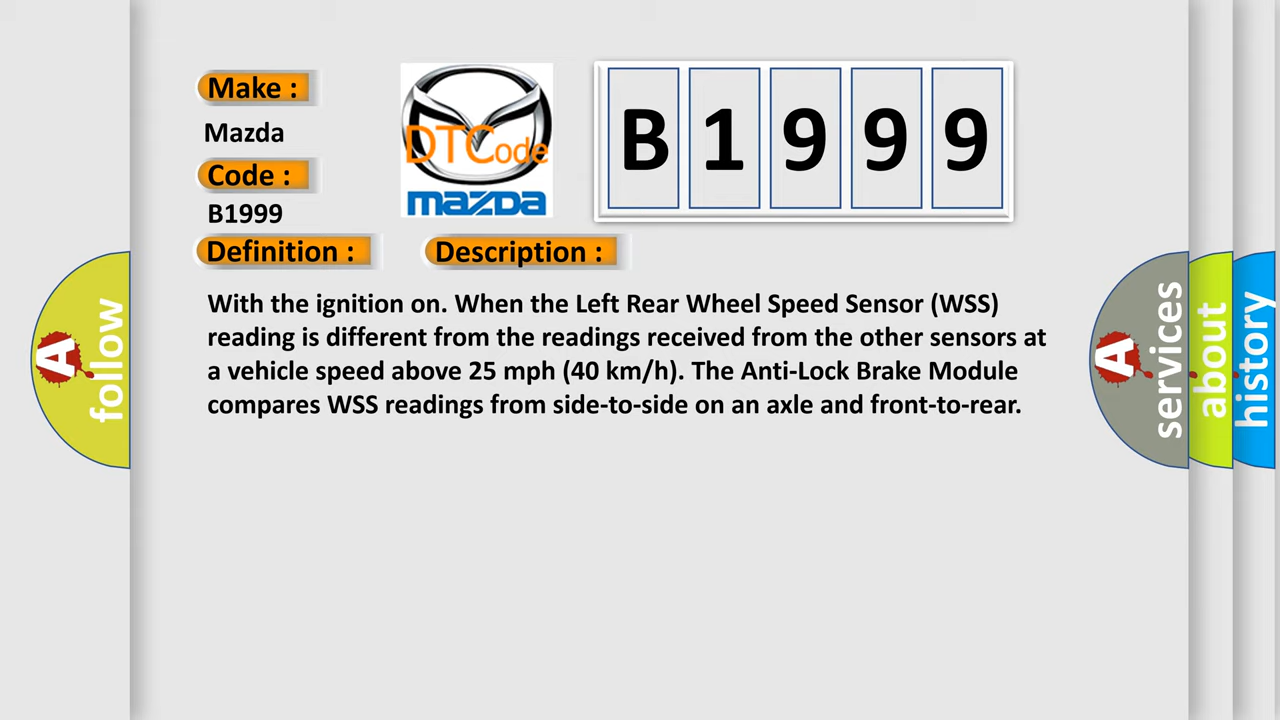 Make :
Mazda
Code :
B1999
Definition :
Description :
DTCode
mazda
B 1 9 9 9
With the ignition on. When the Left Rear Wheel Speed Sensor (WSS)
reading is different from the readings received from the other sensors at
a vehicle speed above 25 mph (40 km/h). The Anti-Lock Brake Module
compares WSS readings from side-to-side on an axle and front-to-rear.
A
follow
A
services
about
history